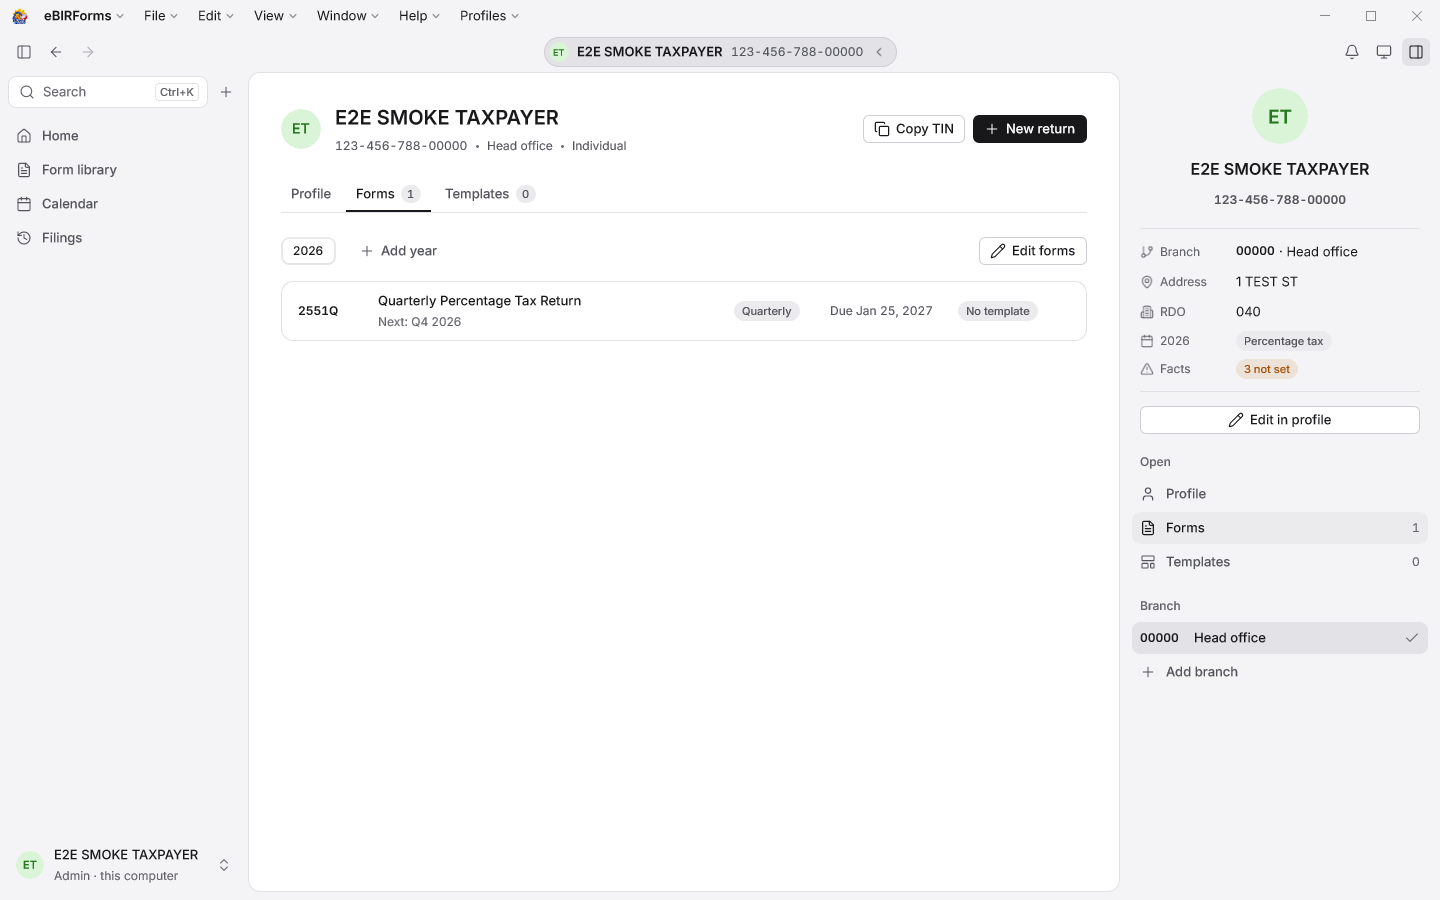 eBIRForms File Edit View Window Help Profiles
ET E2E SMOKE TAXPAYER 123-456-788-00000
Search Ctrl+K
Home
Form library
Calendar
Filings
ET E2E SMOKE TAXPAYER
Admin · this computer
ET
E2E SMOKE TAXPAYER
123-456-788-00000 • Head office • Individual
Copy TIN
New return
Profile Forms 1 Templates 0
2026 Add year Edit forms
2551Q
Quarterly Percentage Tax Return
Next: Q4 2026
Quarterly
Due Jan 25, 2027
No template
ET
E2E SMOKE TAXPAYER
123-456-788-00000
Branch 00000 · Head office
Address 1 TEST ST
RDO 040
2026 Percentage tax
Facts 3 not set
Edit in profile
Open
Profile
Forms 1
Templates 0
Branch
00000 Head office
Add branch